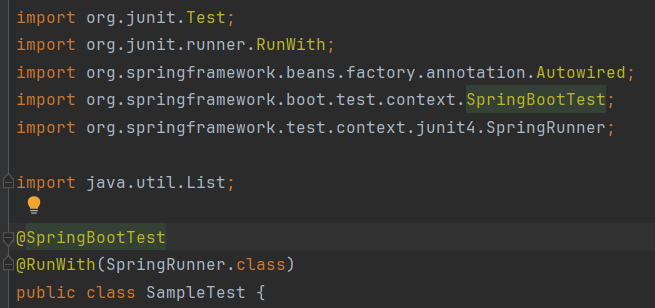 import org.junit.Test;
import org.junit.runner.RunWith;
import org.springframework.beans.factory.annotation.Autowired;
import org.springframework.boot.test.context.SpringBootTest;
import org.springframework.test.context.junit4.SpringRunner;
import java.util.List;
@SpringBootTest
@RunWith(SpringRunner.class)
public class SampleTest {